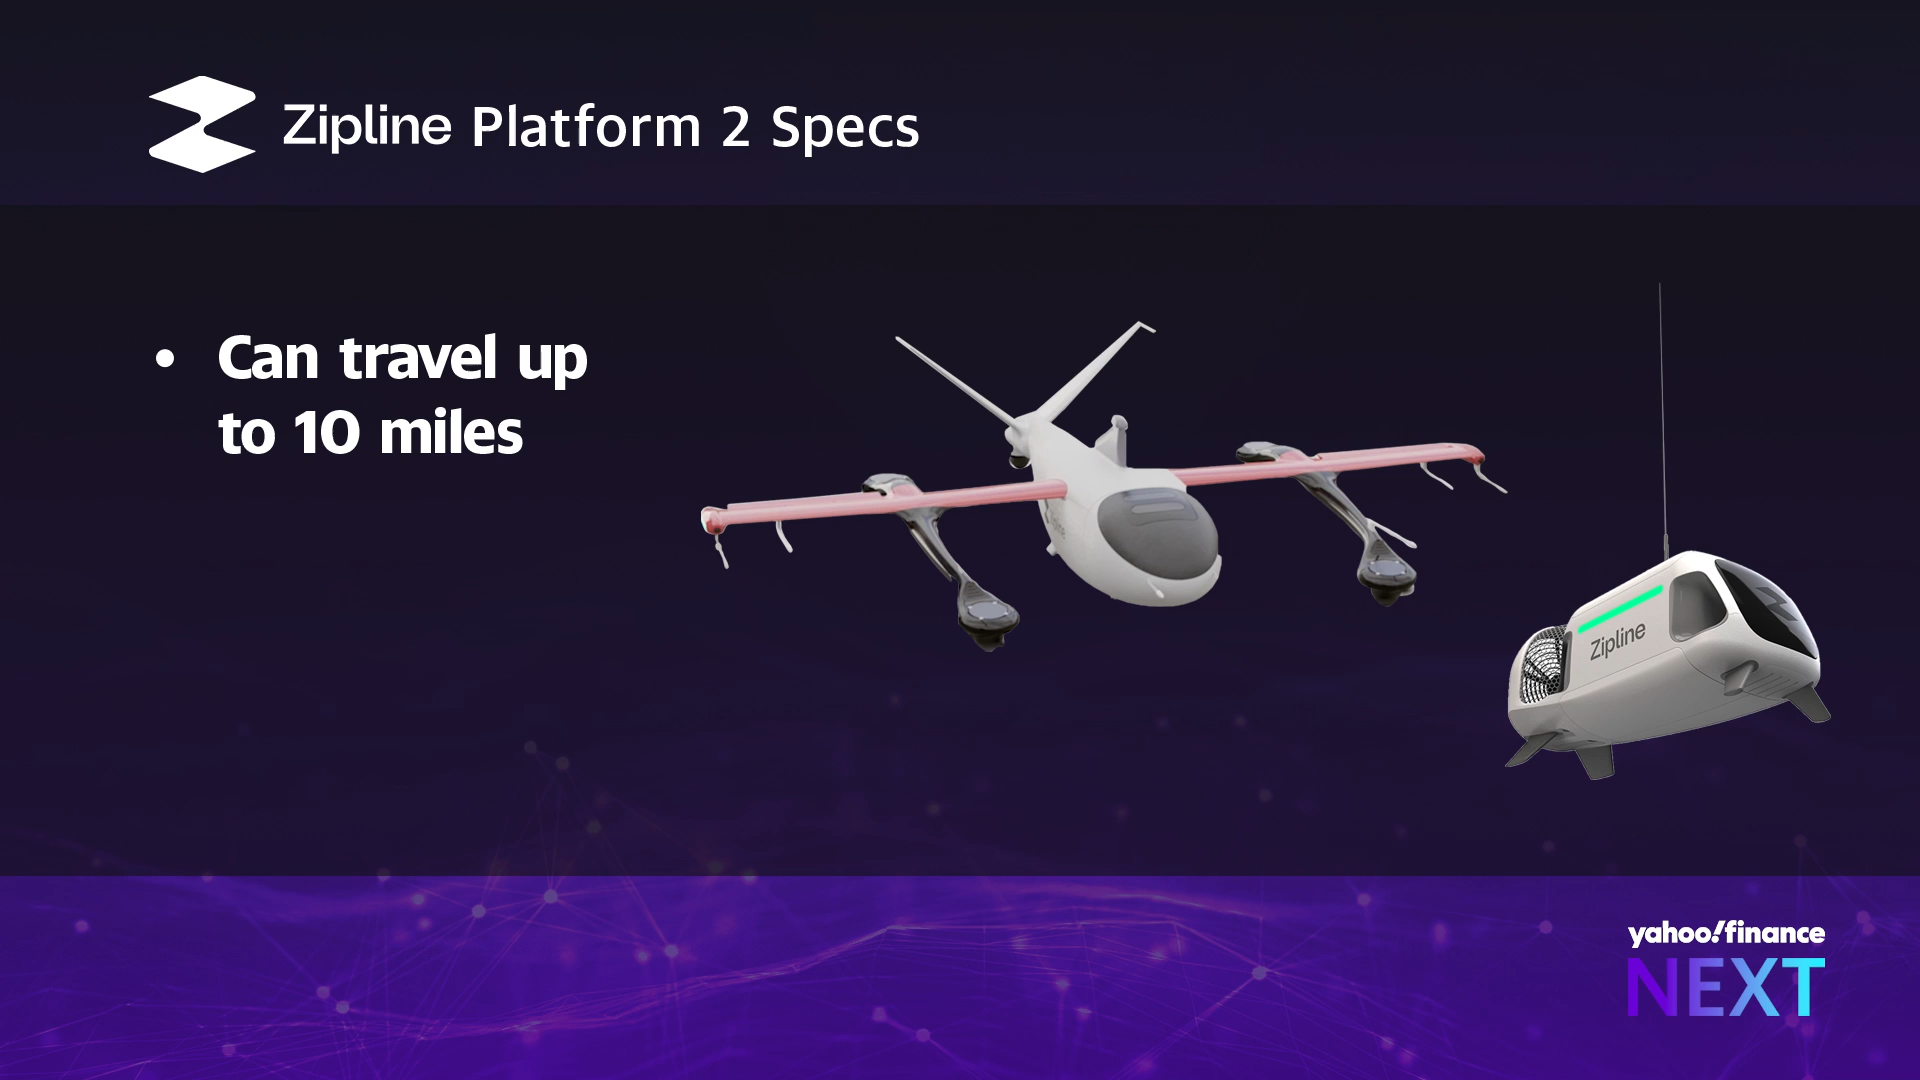 Zipline Platform 2 Specs
• Can travel up
to 10 miles
Zipline
yahoo!finance
NEXT